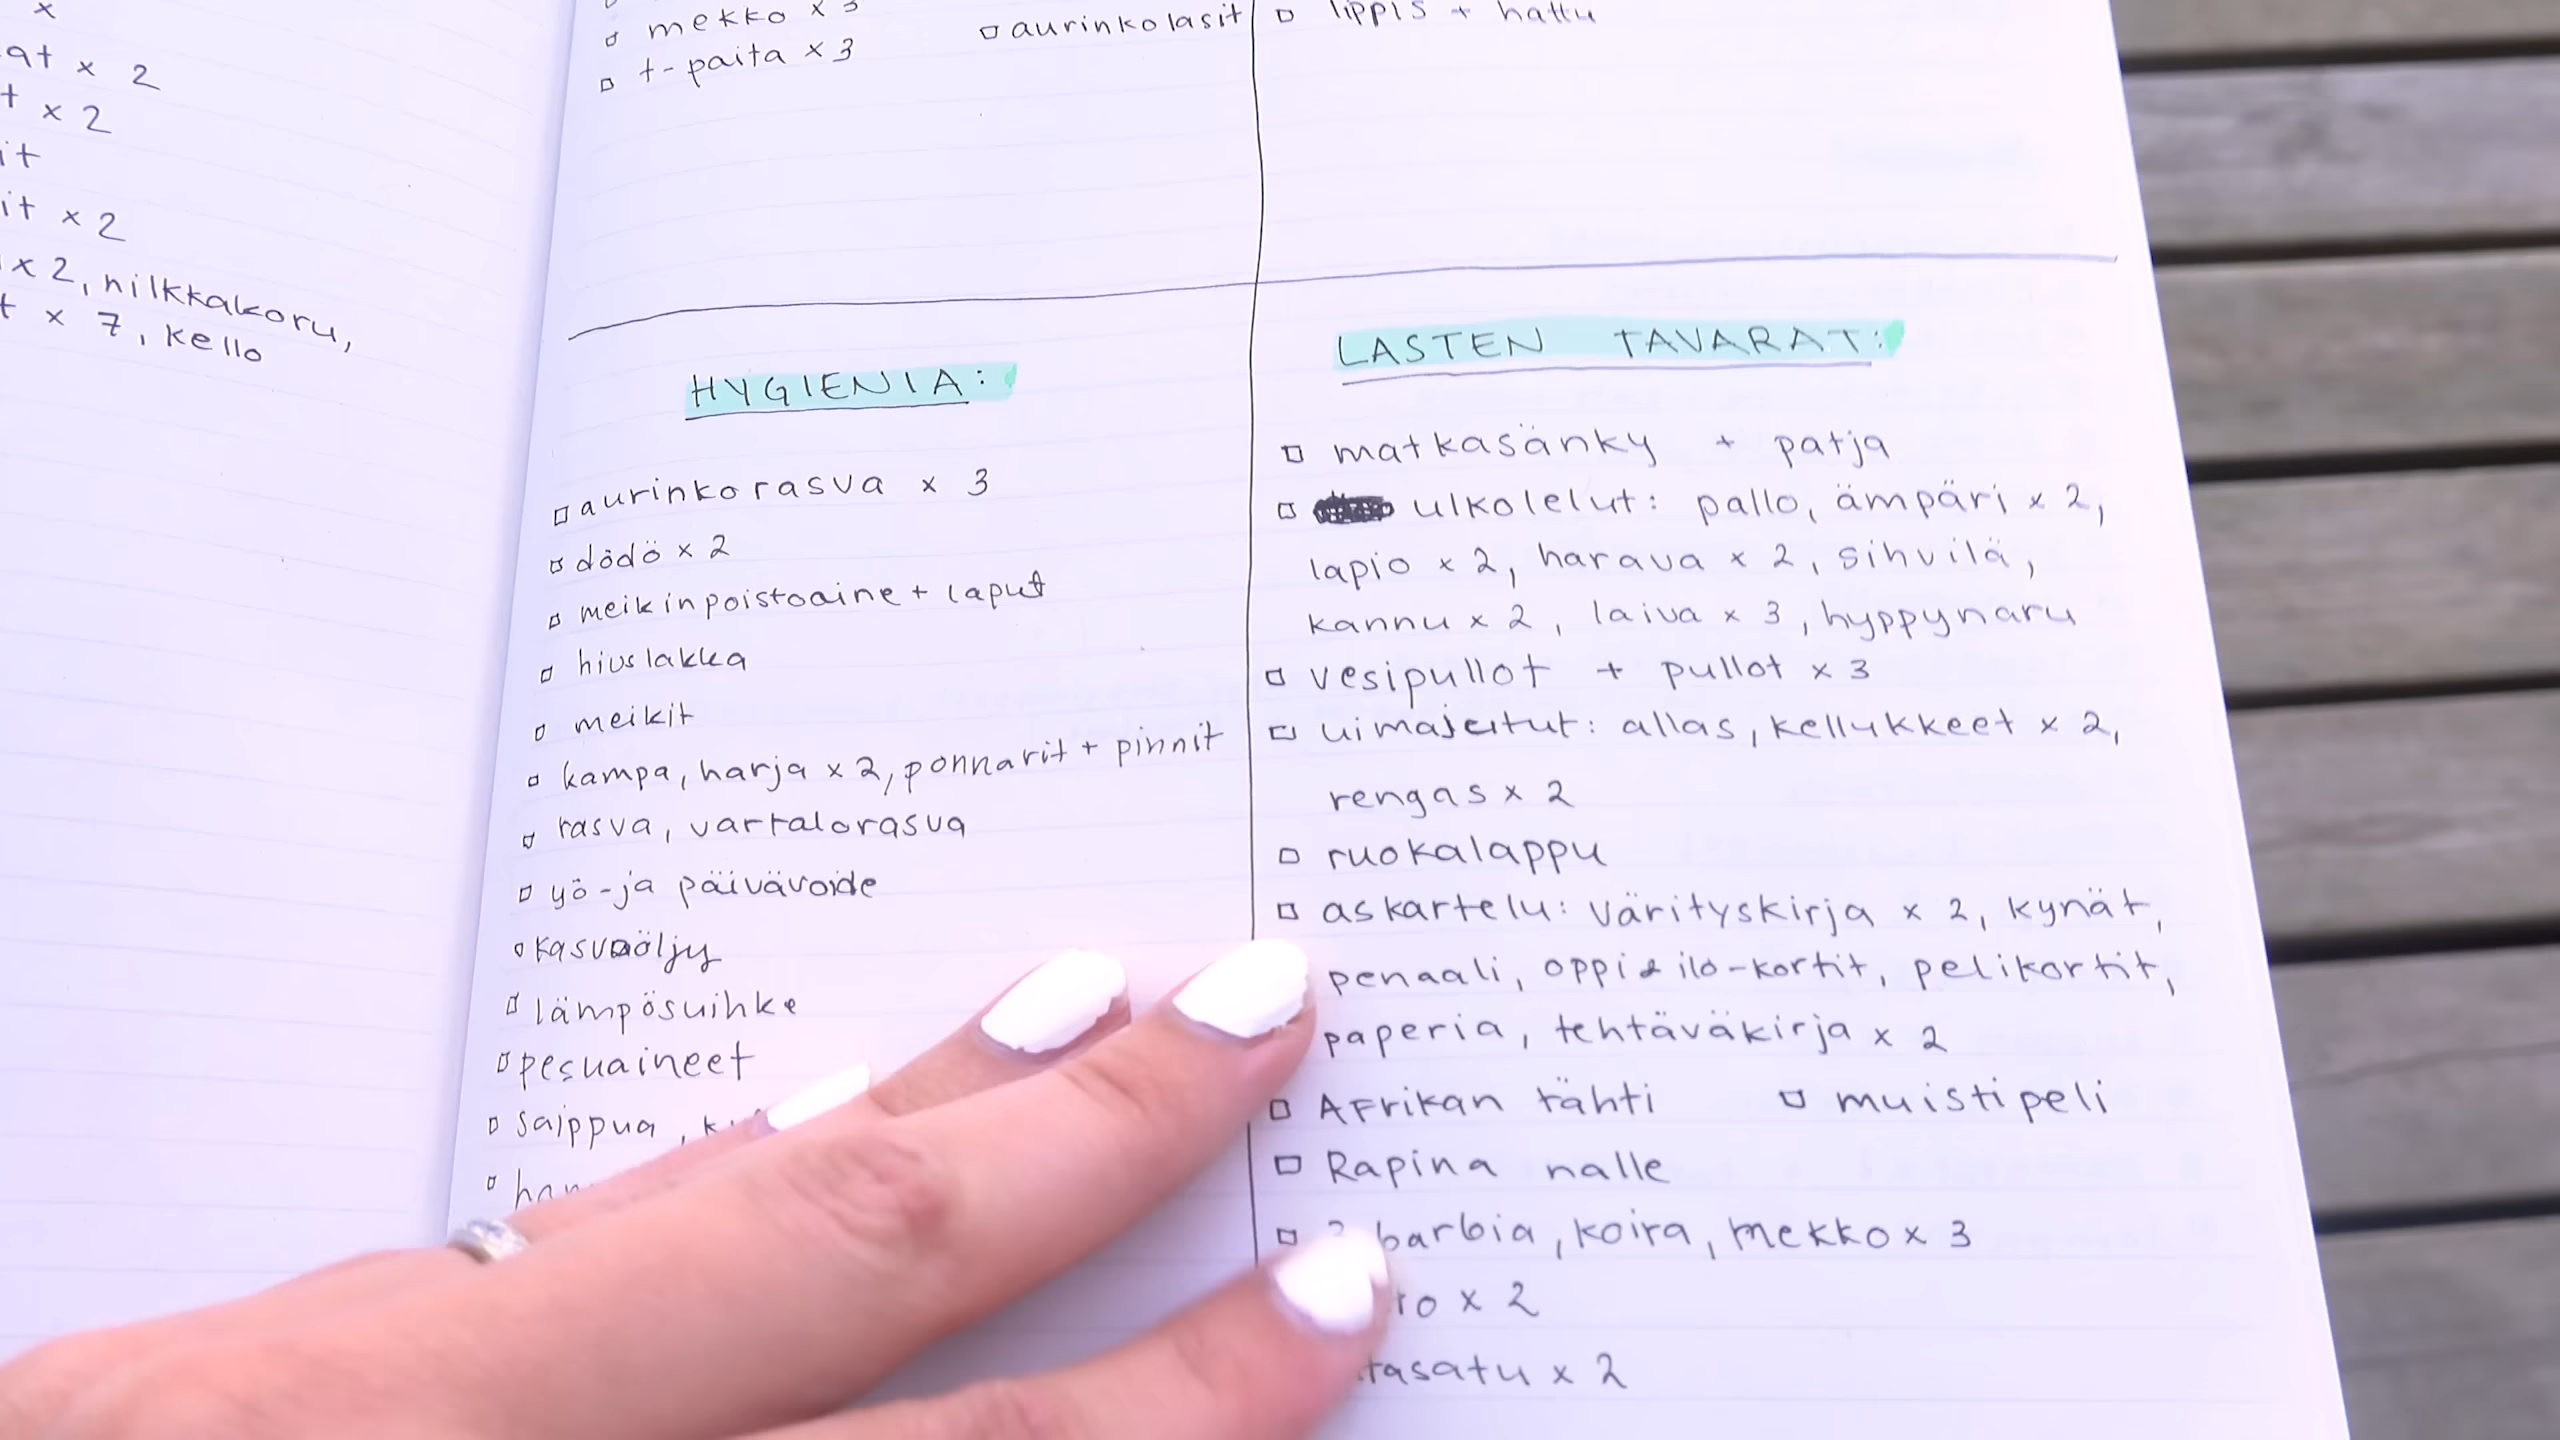 x 2
x 2
x 2
x 2, nilkkakoru,
x 7, kello
mekko x 3
t-paita x 3
aurinkolasit
lippis + hattu
HYGIENIA:
aurinkorasva x 3
dödö x 2
meikinpoistoaine + laput
hiuslakka
meikit
kampa, harja x 2, ponnarit + pinnit
rasva, vartalorasva
yö-ja päivävoide
kasvoöljy
lämpösuihke
pesuaineet
saippua,
LASTEN TAVARAT:
matkasänky + patja
ulkolelut: pallo, ämpäri x 2,
lapio x 2, harava x 2, sihvilä,
kannu x 2, laiva x 3, hyppynaru
vesipullot + pullot x 3
uimajutut: allas, kellukkeet x 2,
rengas x 2
ruokalappu
askartelu: värityskirja x 2, kynät,
penaali, oppi & ilo-kortit, pelikortit,
paperia, tehtäväkirja x 2
Afrikan tähti muistipeli
Rapina nalle
barbia, koira, mekko x 3
x 2
x 2